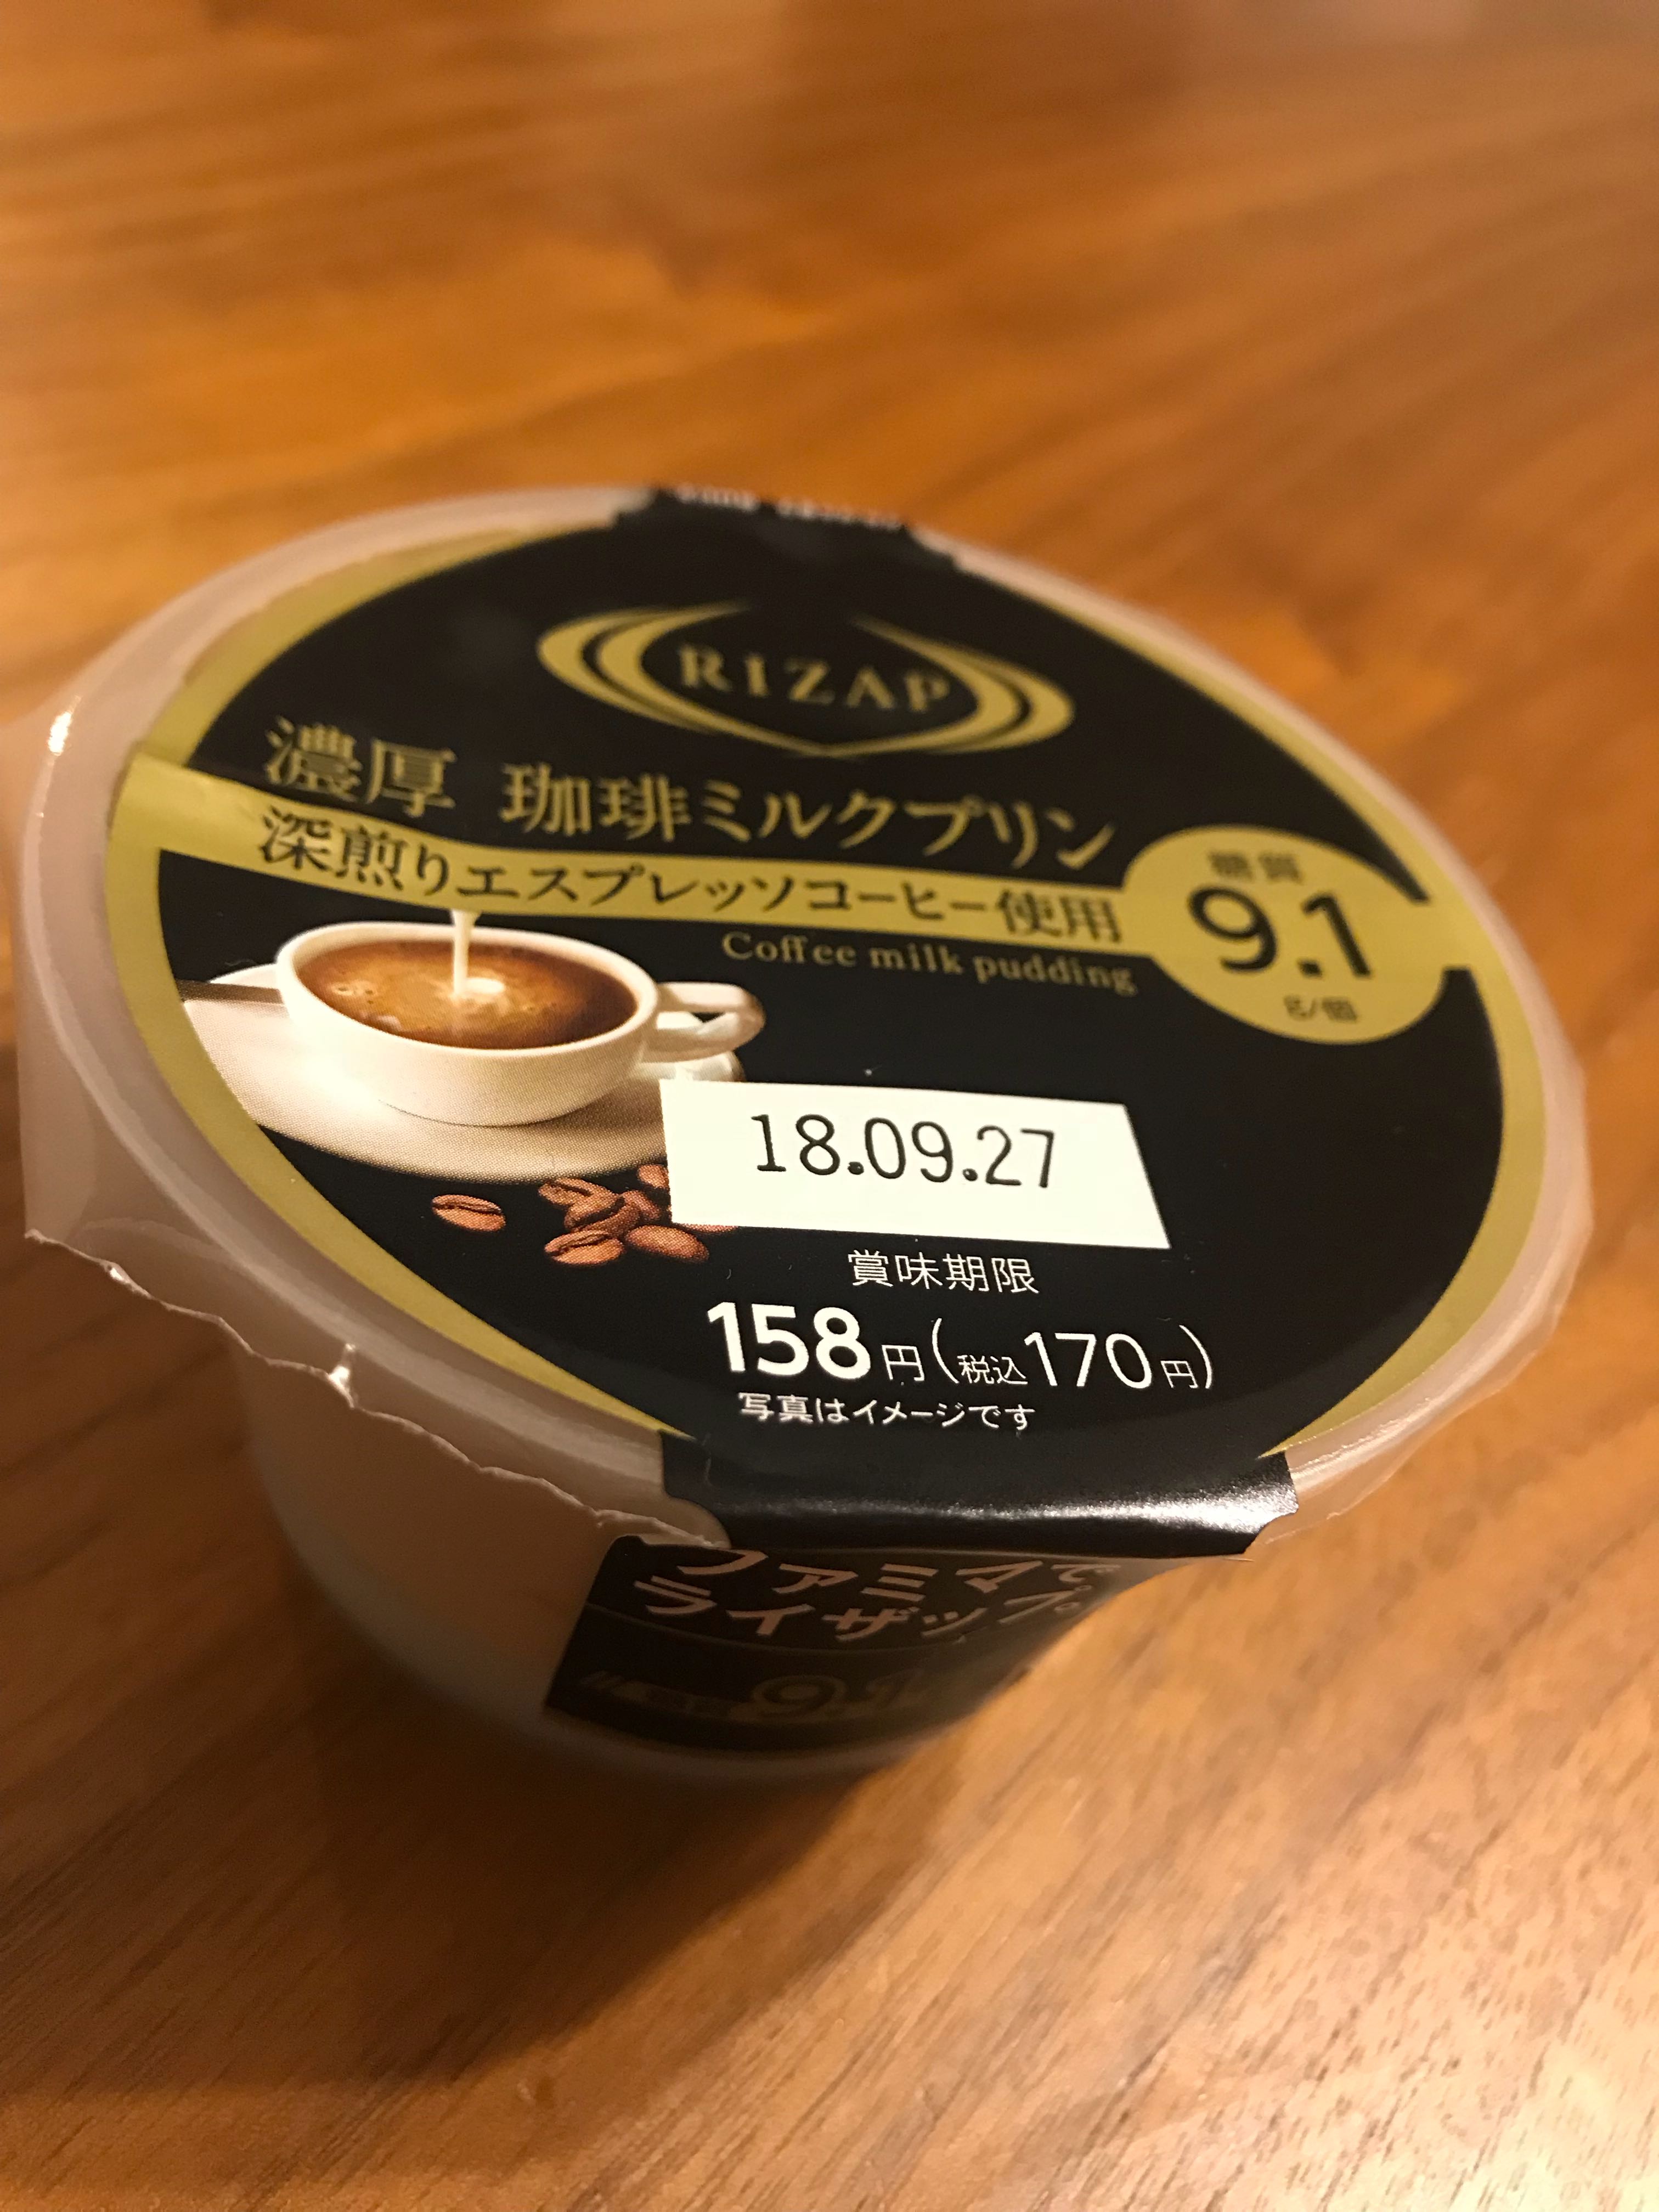 RIZAP
濃厚 珈琲ミルクプリン
深煎りエスプレッソコーヒー使用
Coffee milk pudding
糖質
9.1
g/個
18.09.27
賞味期限
158円(税込170円)
写真はイメージです
ファミマで
ライザップ。
9.1